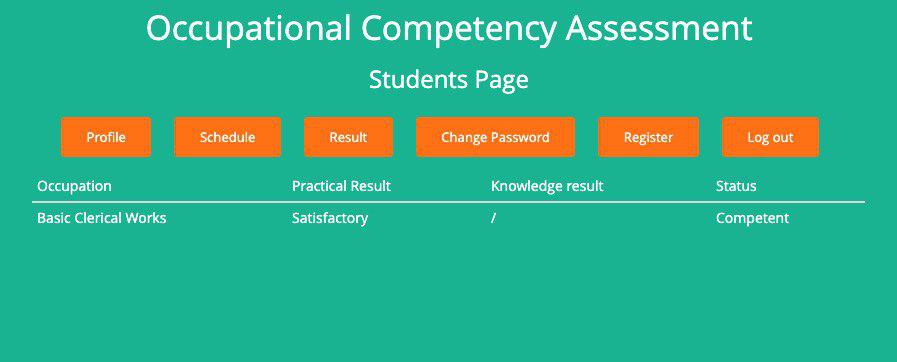 Occupational Competency Assessment
Students Page
Profile Schedule Result Change Password Register Log out
Occupation Practical Result Knowledge result Status
Basic Clerical Works Satisfactory / Competent